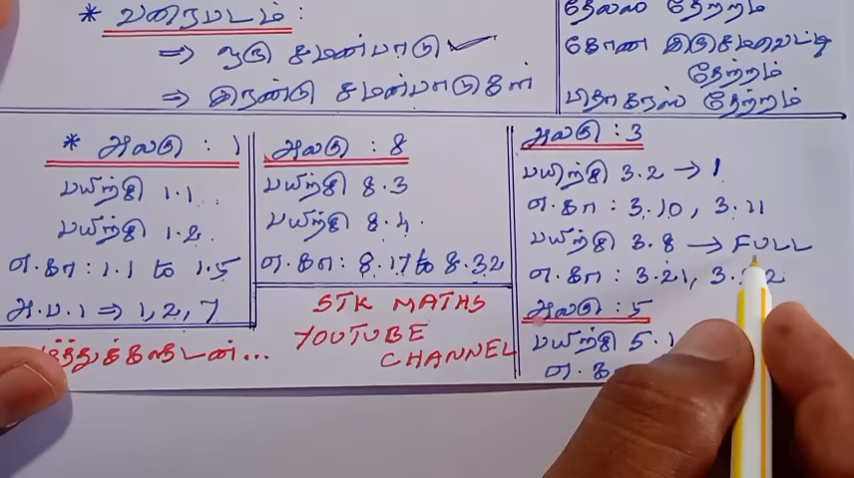 * வரைபடம் :
⇒ ஒரு சமன்பாடு ✓
⇒ இரண்டு சமன்பாடுகள்
தேலஸ் தேற்றம்
கோண இருசமவெட்டி
தேற்றம்
பிதாகரஸ் தேற்றம்
* அலகு : 1
பயிற்சி 1.1
பயிற்சி 1.2
எ.கா : 1.1 to 1.5
அ.ப.1 ⇒ 1, 2, 7
அலகு : 8
பயிற்சி 8.3
பயிற்சி 8.4
எ.கா : 8.17 to 8.32
அலகு : 3
பயிற்சி 3.2 → 1
எ.கா : 3.10, 3.11
பயிற்சி 3.8 → FULL
எ.கா : 3.21,
அலகு : 5
பயிற்சி 5.1
எ.
STK MATHS
YOUTUBE
CHANNEL